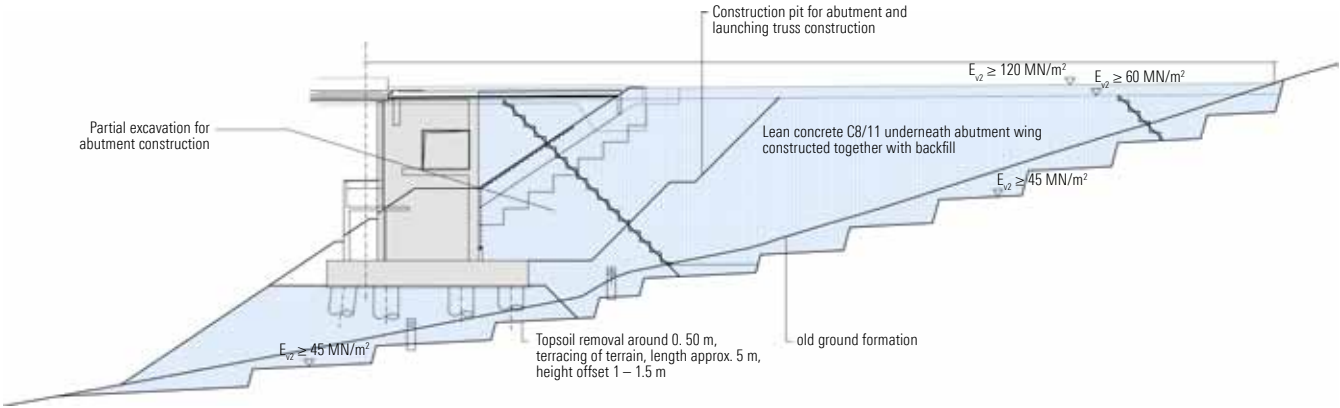 Construction pit for abutment and
launching truss construction
E_v2 ≥ 120 MN/m²
E_v2 ≥ 60 MN/m²
Partial excavation for
abutment construction
Lean concrete C8/11 underneath abutment wing
constructed together with backfill
E_v2 ≥ 45 MN/m²
Topsoil removal around 0. 50 m,
terracing of terrain, length approx. 5 m,
height offset 1 – 1.5 m
old ground formation
E_v2 ≥ 45 MN/m²